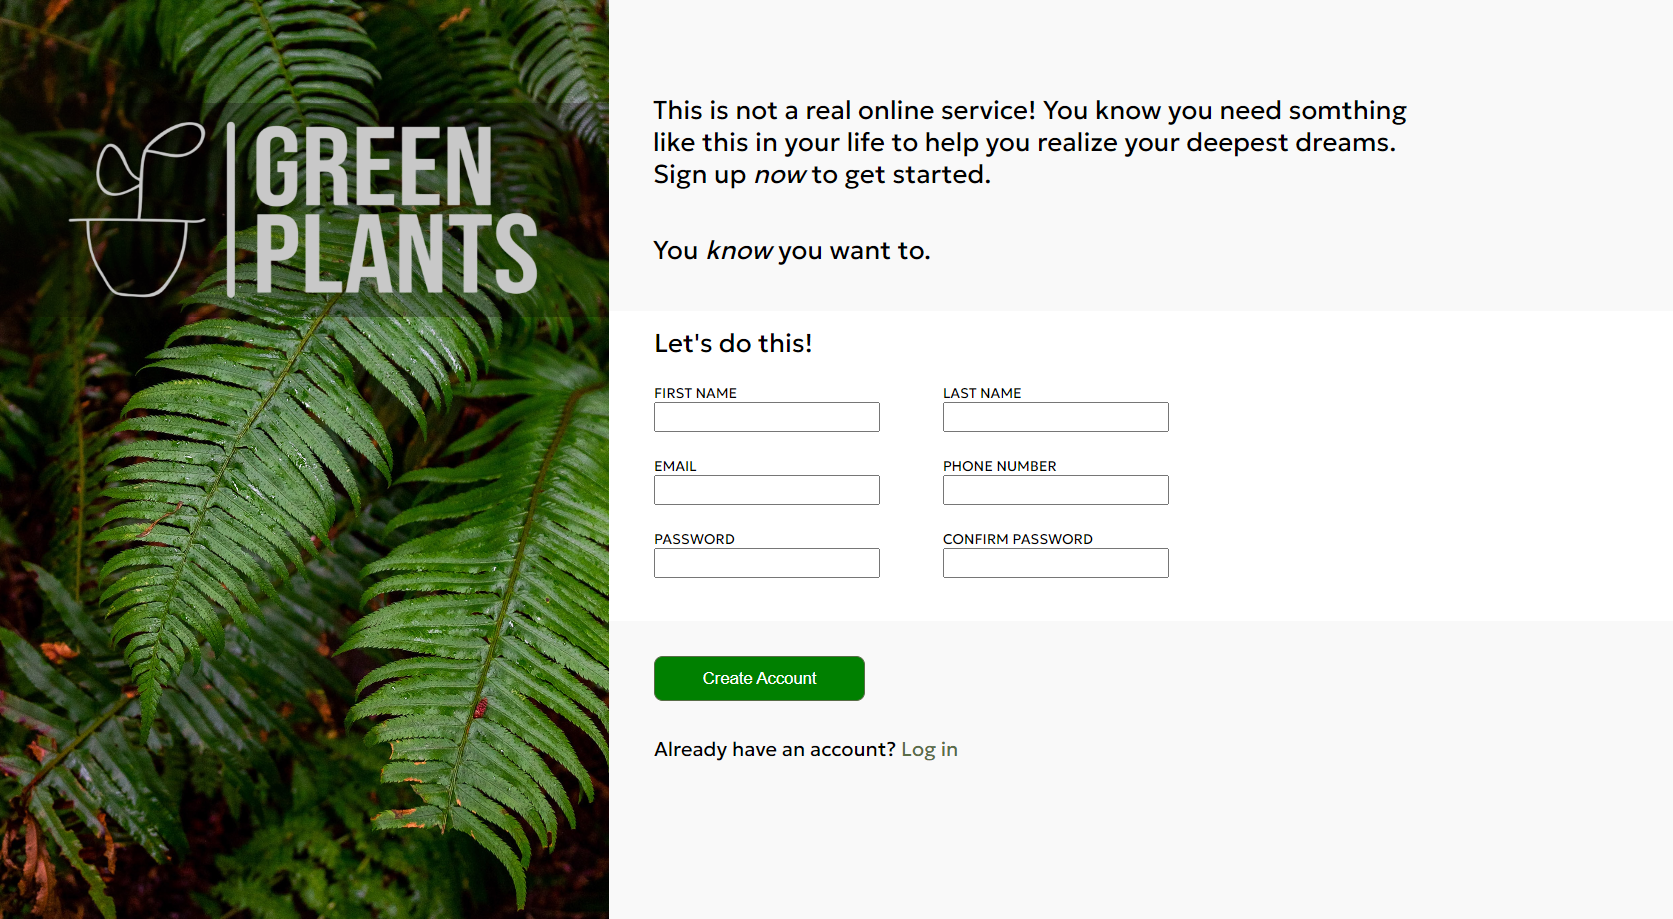 GREEN
PLANTS
This is not a real online service! You know you need somthing
like this in your life to help you realize your deepest dreams.
Sign up now to get started.
You know you want to.
Let's do this!
FIRST NAME
LAST NAME
EMAIL
PHONE NUMBER
PASSWORD
CONFIRM PASSWORD
Create Account
Already have an account? Log in